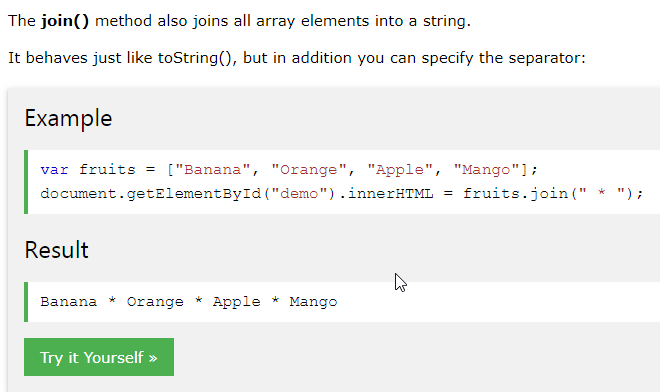 The join() method also joins all array elements into a string.
It behaves just like toString(), but in addition you can specify the separator:
Example
var fruits = ["Banana", "Orange", "Apple", "Mango"];
document.getElementById("demo").innerHTML = fruits.join(" * ");
Result
Banana * Orange * Apple * Mango
Try it Yourself »